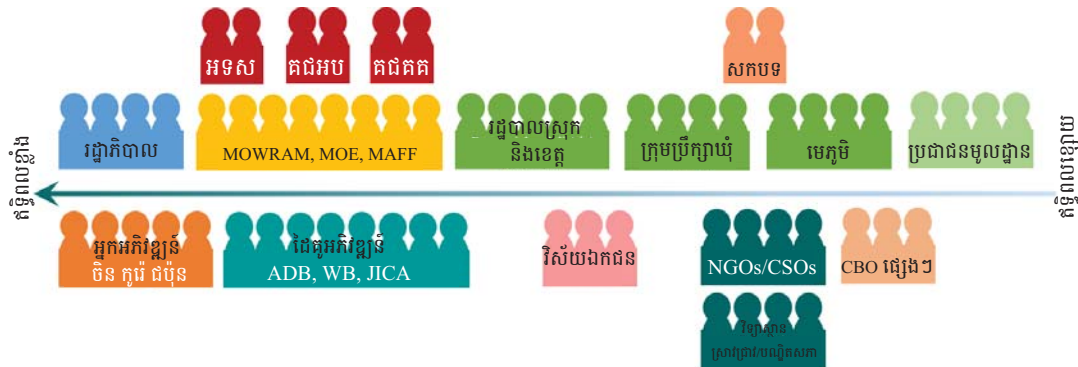 អទស
គជអប
គជគគ
សកបទ
រដ្ឋាភិបាល
MOWRAM, MOE, MAFF
រដ្ឋបាលស្រុក
និងខេត្ត
ក្រុមប្រឹក្សាឃុំ
មេភូមិ
ប្រជាជនមូលដ្ឋាន
ឥទ្ធិពលខ្លាំង
ឥទ្ធិពលខ្សោយ
អ្នកអភិវឌ្ឍន៍
ចិន កូរ៉េ ជប៉ុន
ដៃគូអភិវឌ្ឍន៍
ADB, WB, JICA
វិស័យឯកជន
NGOs/CSOs
CBO ផ្សេងៗ
វិទ្យាស្ថាន
ស្រាវជ្រាវ/បណ្ឌិតសភា